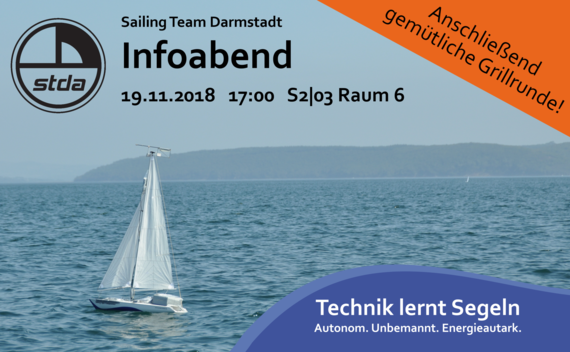 Sailing Team Darmstadt
Infoabend
19.11.2018 17:00 S2|03 Raum 6
stda
Anschließend
gemütliche Grillrunde!
Technik lernt Segeln
Autonom. Unbemannt. Energieautark.